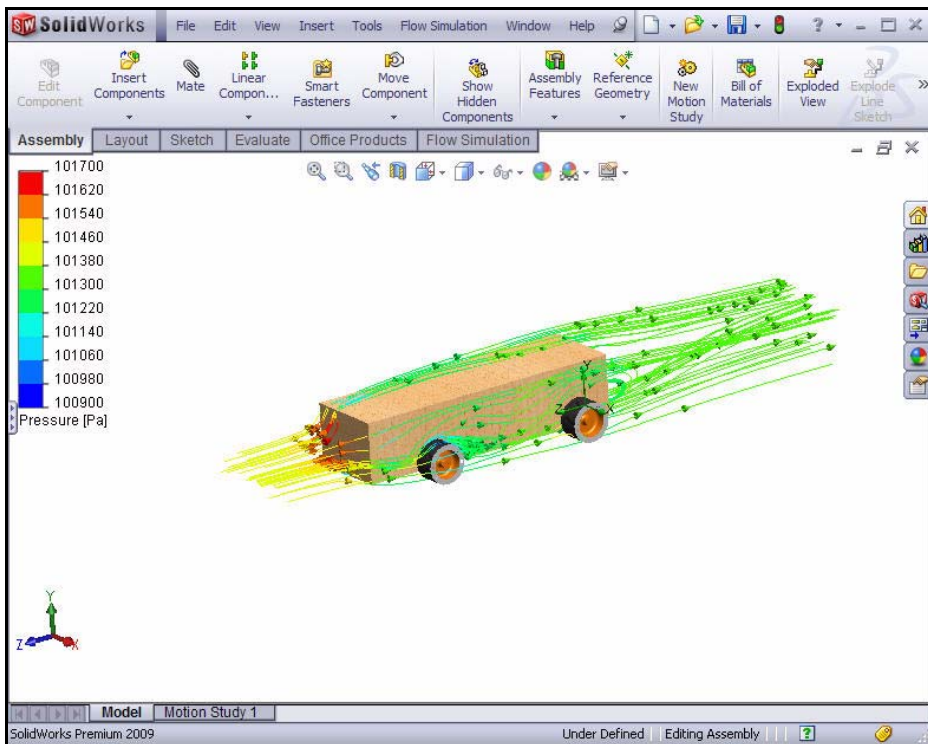 SolidWorks File Edit View Insert Tools Flow Simulation Window Help ?
Edit Component
Insert Components
Mate
Linear Compon...
Smart Fasteners
Move Component
Show Hidden Components
Assembly Features
Reference Geometry
New Motion Study
Bill of Materials
Exploded View
Explode Line Sketch
»
Assembly Layout Sketch Evaluate Office Products Flow Simulation
101700
101620
101540
101460
101380
101300
101220
101140
101060
100980
100900
Pressure [Pa]
Y
Z X
Y
Z X
Model Motion Study 1
SolidWorks Premium 2009 Under Defined Editing Assembly ?